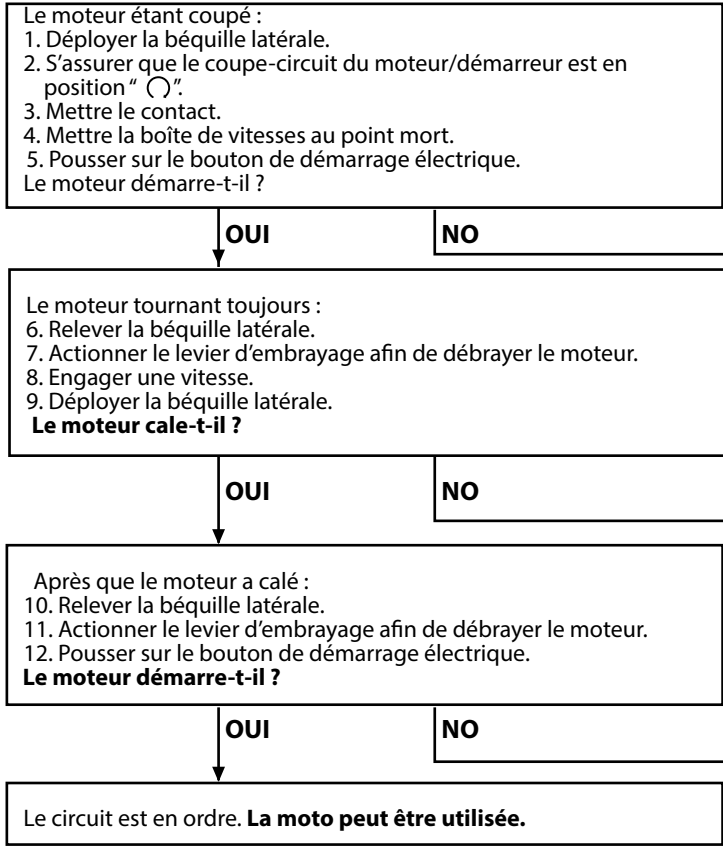 Le moteur étant coupé :
1. Déployer la béquille latérale.
2. S’assurer que le coupe-circuit du moteur/démarreur est en
position “ ”.
3. Mettre le contact.
4. Mettre la boîte de vitesses au point mort.
5. Pousser sur le bouton de démarrage électrique.
Le moteur démarre-t-il ?
OUI NO
Le moteur tournant toujours :
6. Relever la béquille latérale.
7. Actionner le levier d’embrayage afin de débrayer le moteur.
8. Engager une vitesse.
9. Déployer la béquille latérale.
Le moteur cale-t-il ?
OUI NO
Après que le moteur a calé :
10. Relever la béquille latérale.
11. Actionner le levier d’embrayage afin de débrayer le moteur.
12. Pousser sur le bouton de démarrage électrique.
Le moteur démarre-t-il ?
OUI NO
Le circuit est en ordre. La moto peut être utilisée.